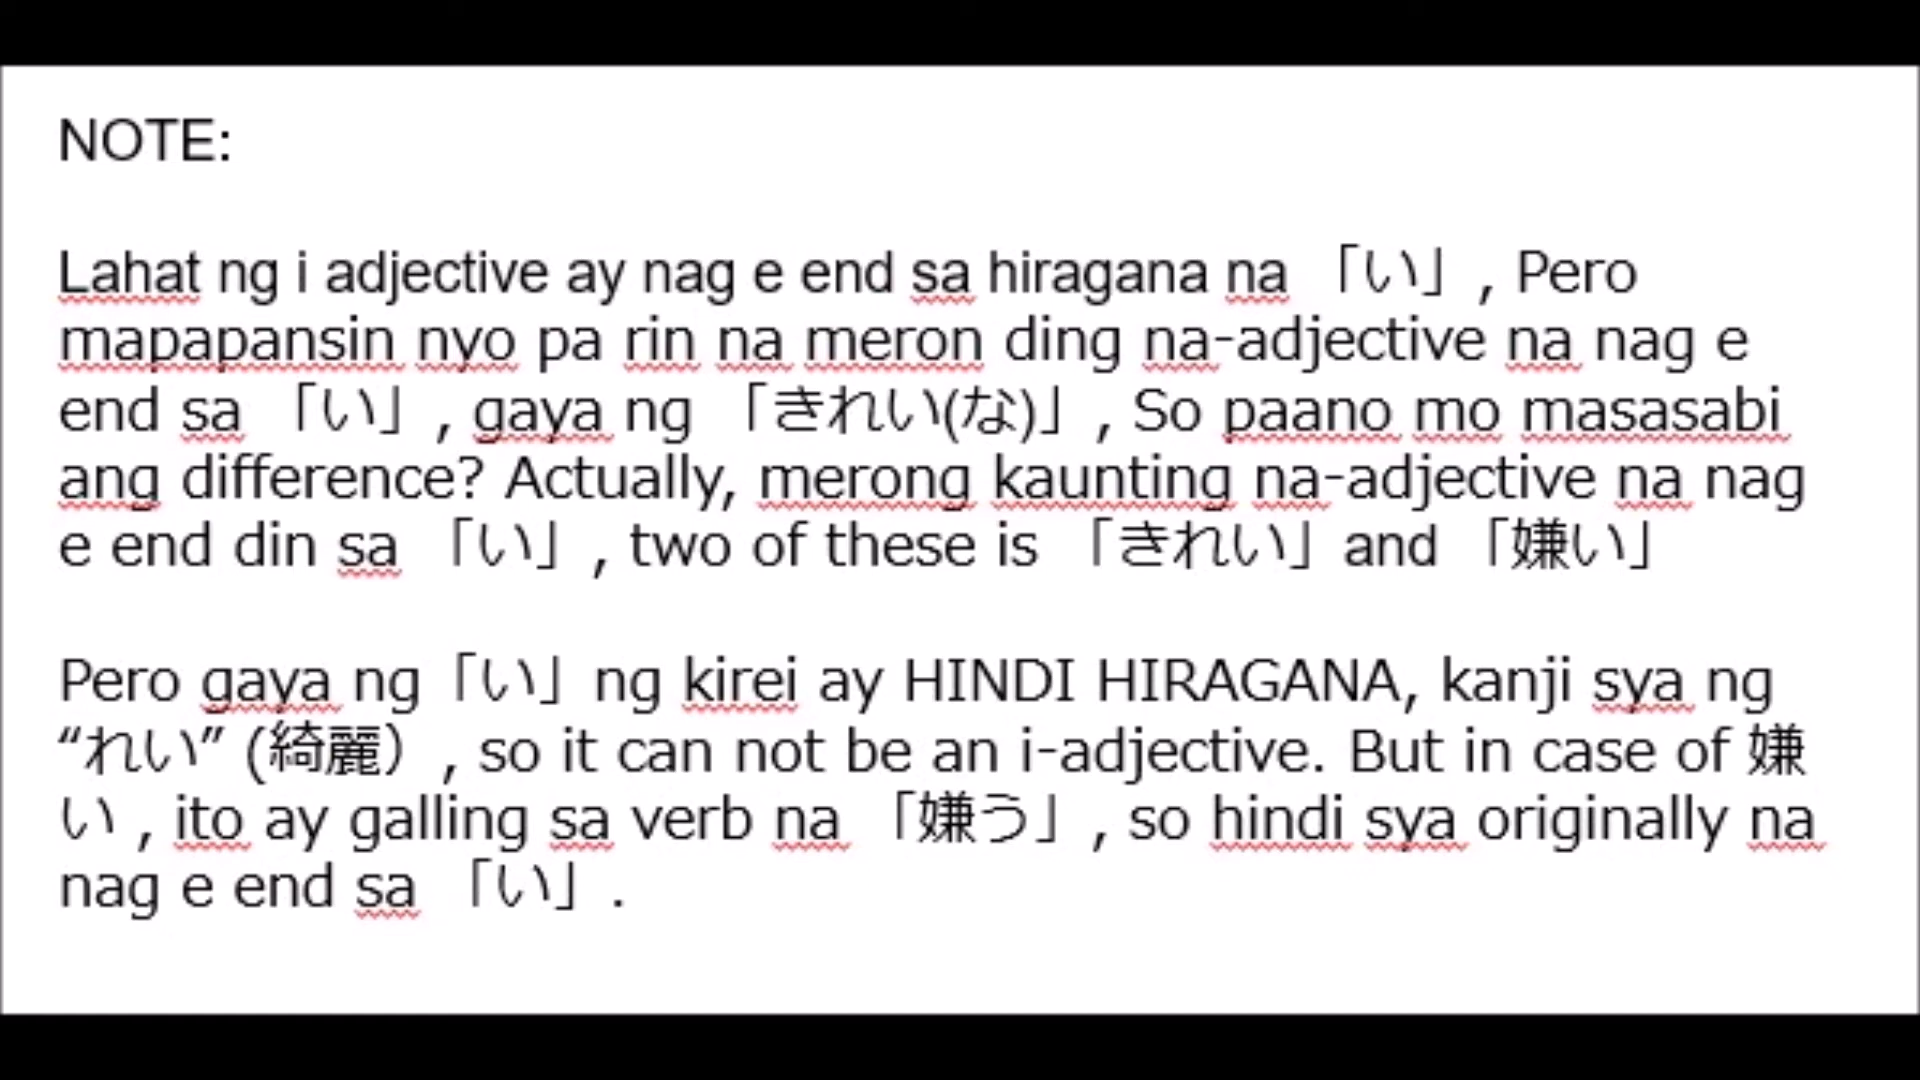 NOTE:
Lahat ng i adjective ay nag e end sa hiragana na 「い」, Pero
mapapansin nyo pa rin na meron ding na-adjective na nag e
end sa 「い」, gaya ng 「きれい(な)」, So paano mo masasabi
ang difference? Actually, merong kaunting na-adjective na nag
e end din sa 「い」, two of these is 「きれい」and 「嫌い」
Pero gaya ng「い」ng kirei ay HINDI HIRAGANA, kanji sya ng
“れい” (綺麗）, so it can not be an i-adjective. But in case of 嫌
い , ito ay galling sa verb na 「嫌う」, so hindi sya originally na
nag e end sa 「い」.